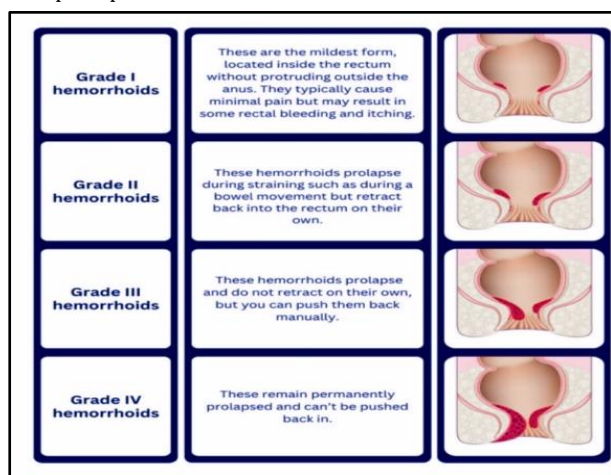 Grade I
hemorrhoids
These are the mildest form,
located inside the rectum
without protruding outside the
anus. They typically cause
minimal pain but may result in
some rectal bleeding and itching.
Grade II
hemorrhoids
These hemorrhoids prolapse
during straining such as during a
bowel movement but retract
back into the rectum on their
own.
Grade III
hemorrhoids
These hemorrhoids prolapse
and do not retract on their own,
but you can push them back
manually.
Grade IV
hemorrhoids
These remain permanently
prolapsed and can't be pushed
back in.